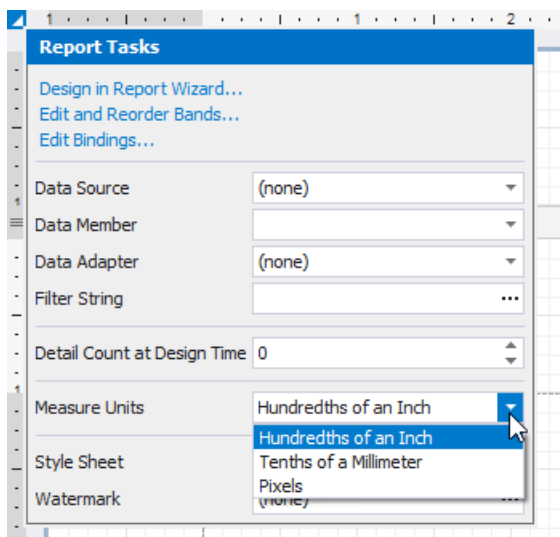 1 1 2
Report Tasks
Design in Report Wizard...
Edit and Reorder Bands...
Edit Bindings...
Data Source (none)
Data Member
Data Adapter (none)
Filter String ...
Detail Count at Design Time 0
Measure Units Hundredths of an Inch
Hundredths of an Inch
Tenths of a Millimeter
Style Sheet
Pixels
Watermark (none) ...
1
1